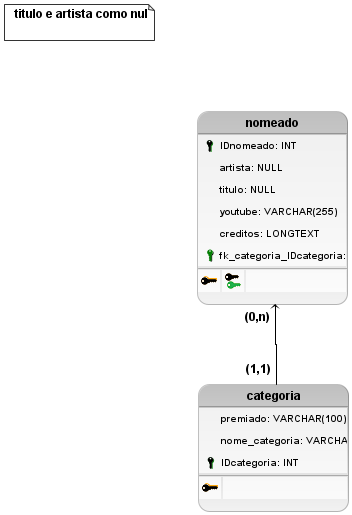 titulo e artista como nul
nomeado
IDnomeado: INT
artista: NULL
titulo: NULL
youtube: VARCHAR(255)
creditos: LONGTEXT
fk_categoria_IDcategoria:
(0,n)
(1,1)
categoria
premiado: VARCHAR(100)
nome_categoria: VARCHA
IDcategoria: INT